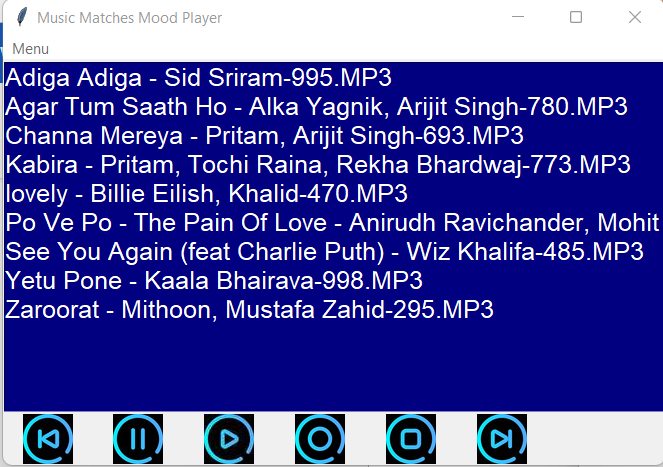 Music Matches Mood Player
Menu
Adiga Adiga - Sid Sriram-995.MP3
Agar Tum Saath Ho - Alka Yagnik, Arijit Singh-780.MP3
Channa Mereya - Pritam, Arijit Singh-693.MP3
Kabira - Pritam, Tochi Raina, Rekha Bhardwaj-773.MP3
lovely - Billie Eilish, Khalid-470.MP3
Po Ve Po - The Pain Of Love - Anirudh Ravichander, Mohit
See You Again (feat Charlie Puth) - Wiz Khalifa-485.MP3
Yetu Pone - Kaala Bhairava-998.MP3
Zaroorat - Mithoon, Mustafa Zahid-295.MP3